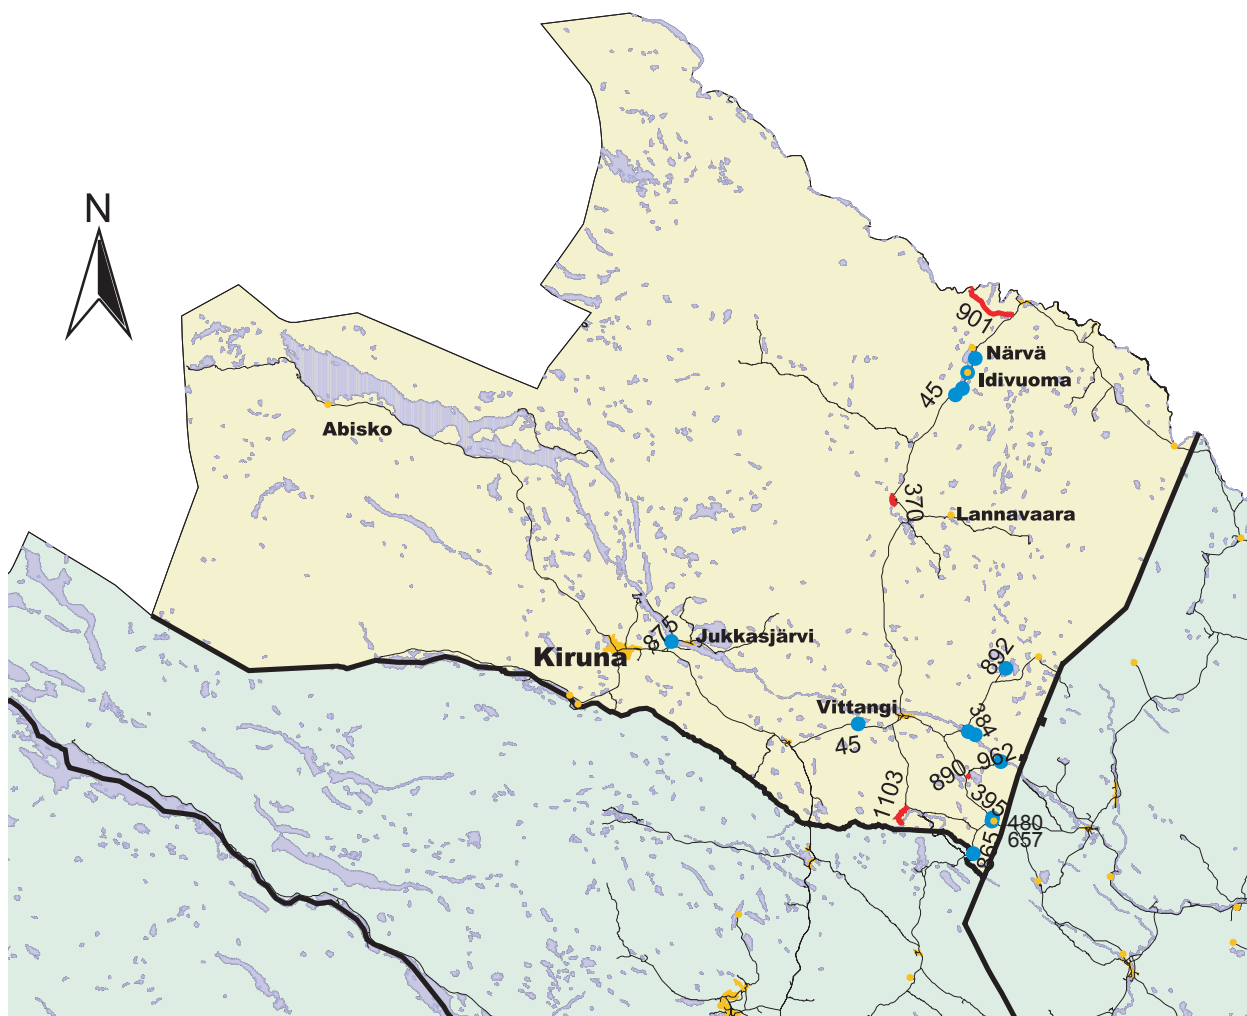 N
901
Närvä
Idivuoma
45
Abisko
370
Lannavaara
875
Jukkasjärvi
Kiruna
892
Vittangi
384
45
962
890
395
1103
480
657
865